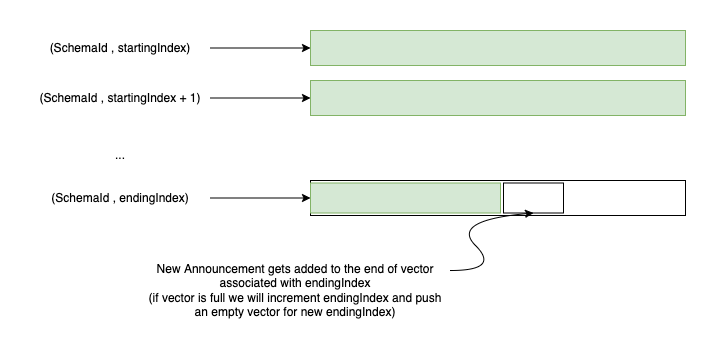 (SchemaId , startingIndex)
(SchemaId , startingIndex + 1)
...
(SchemaId , endingIndex)
New Announcement gets added to the end of vector
associated with endingIndex
(if vector is full we will increment endingIndex and push
an empty vector for new endingIndex)